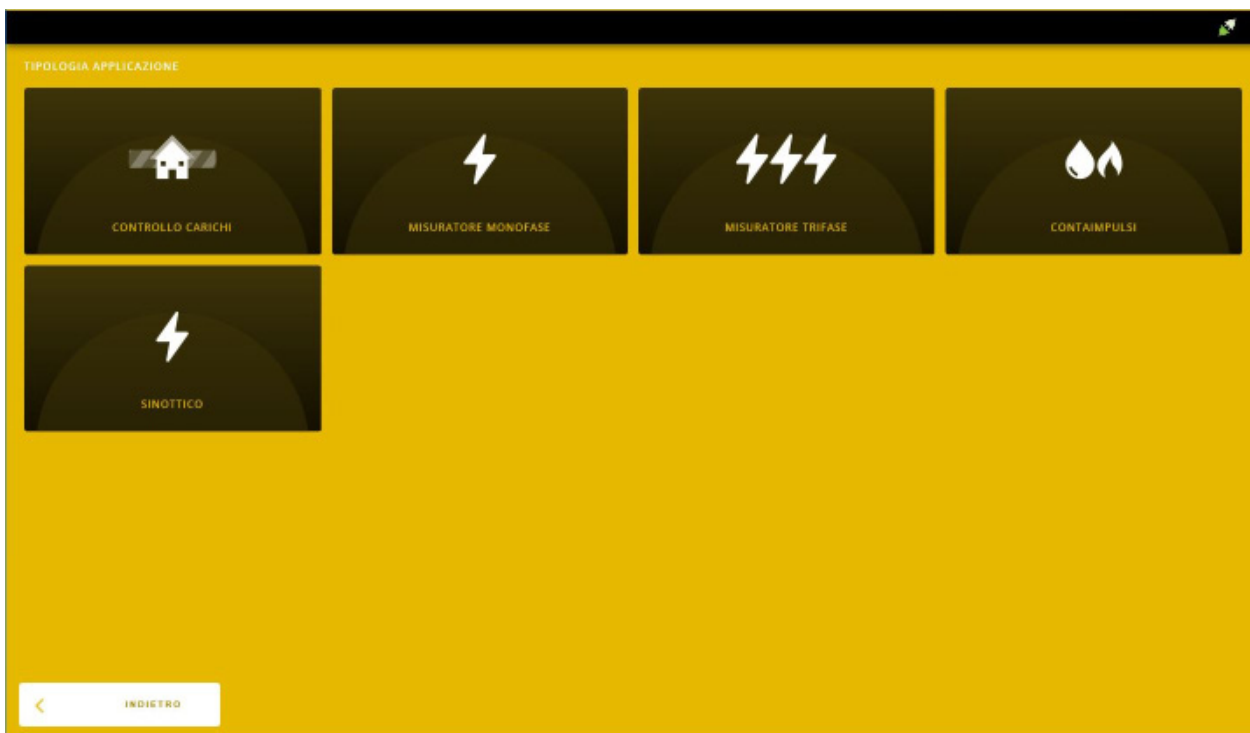 TIPOLOGIA APPLICAZIONE
CONTROLLO CARICHI
MISURATORE MONOFASE
MISURATORE TRIFASE
CONTAIMPULSI
SINOTTICO
INDIETRO